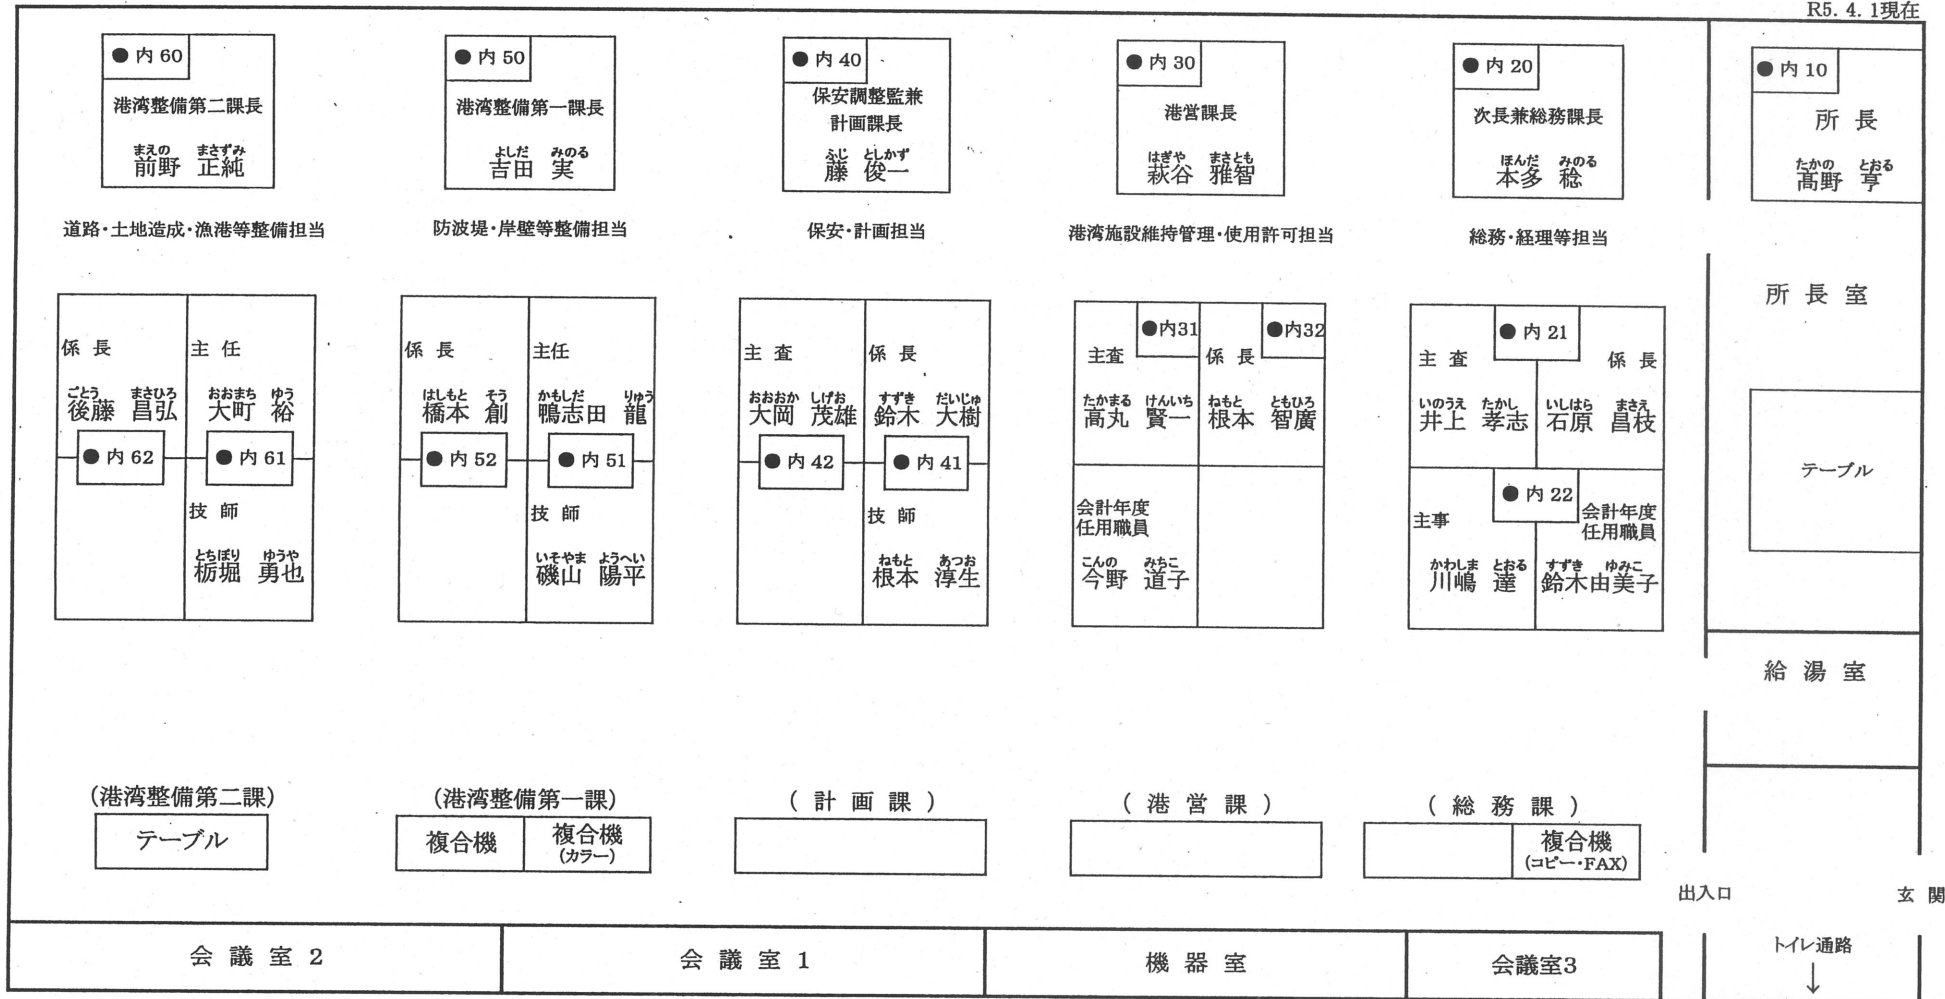 R5. 4. 1現在
● 内 60
港湾整備第二課長
まえの まさずみ
前野 正純
道路・土地造成・漁港等整備担当
● 内 50
港湾整備第一課長
よしだ みのる
吉田 実
防波堤・岸壁等整備担当
● 内 40
保安調整監兼
計画課長
ふじ としかず
藤 俊一
保安・計画担当
● 内 30
港営課長
はぎや まさとも
萩谷 雅智
港湾施設維持管理・使用許可担当
● 内 20
次長兼総務課長
ほんだ みのる
本多 稔
総務・経理等担当
● 内 10
所 長
たかの とおる
髙野 亨
所 長 室
テーブル
給 湯 室
係 長
ごとう まさひろ
後藤 昌弘
● 内 62
主 任
おおまち ゆう
大町 裕
● 内 61
技 師
とちぼり ゆうや
栃堀 勇也
係 長
はしもと そう
橋本 創
● 内 52
主任
かもしだ りゅう
鴨志田 龍
● 内 51
技 師
いそやま ようへい
磯山 陽平
主 査
おおおか しげお
大岡 茂雄
● 内 42
係 長
すずき だいじゅ
鈴木 大樹
● 内 41
技 師
ねもと あつお
根本 淳生
●内31
主査
たかまる けんいち
高丸 賢一
●内32
係 長
ねもと ともひろ
根本 智廣
会計年度
任用職員
こんの みちこ
今野 道子
● 内 21
主 査
いのうえ たかし
井上 孝志
係 長
いしはら まさえ
石原 昌枝
● 内 22
主事
かわしま とおる
川嶋 達
会計年度
任用職員
すずき ゆみこ
鈴木由美子
(港湾整備第二課)
テーブル
(港湾整備第一課)
複合機
複合機
(カラー)
( 計 画 課 )
( 港 営 課 )
( 総 務 課 )
複合機
(コピー・FAX)
出入口
玄 関
会 議 室 2
会 議 室 1
機 器 室
会議室3
トイレ通路
↓